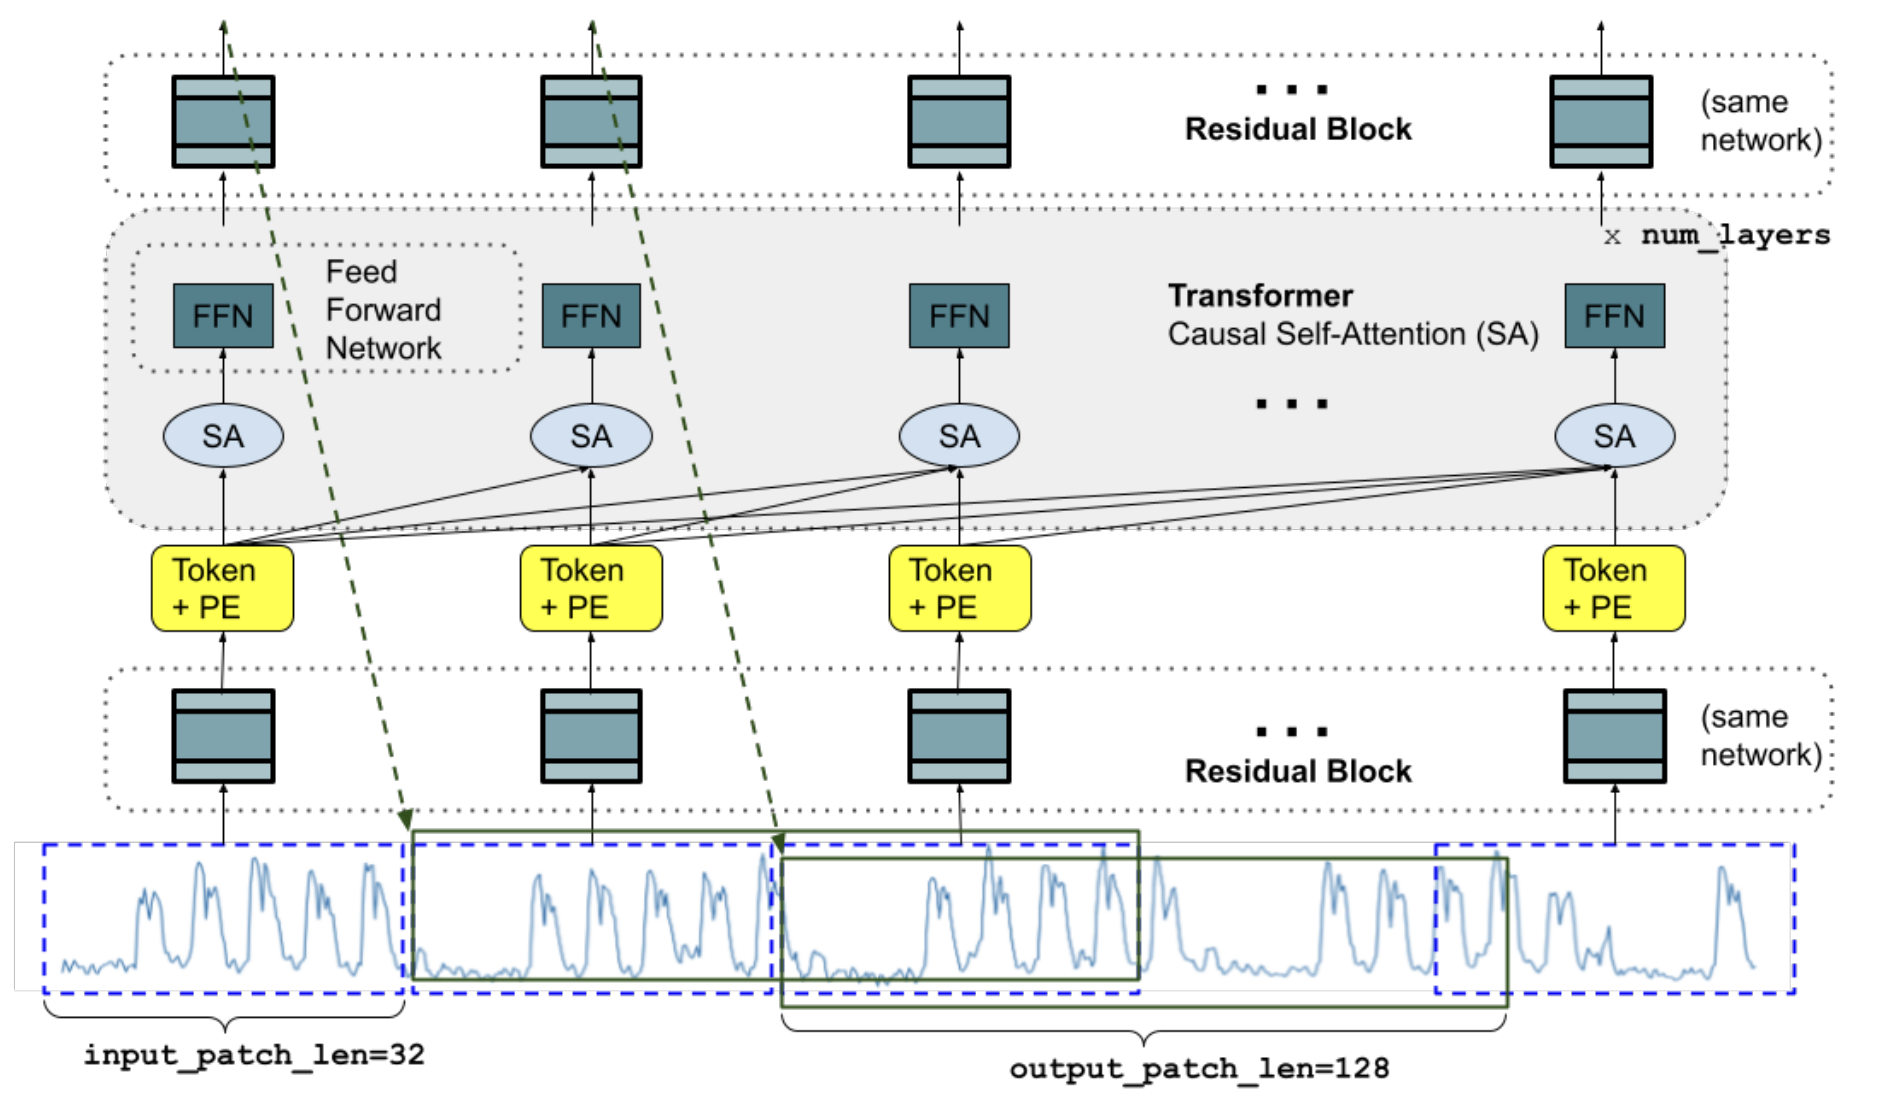 . . .
Residual Block
(same
network)
x num_layers
Feed
Forward
Network
FFN
FFN
FFN
FFN
Transformer
Causal Self-Attention (SA)
. . .
SA
SA
SA
SA
Token
+ PE
Token
+ PE
Token
+ PE
Token
+ PE
. . .
Residual Block
(same
network)
input_patch_len=32
output_patch_len=128